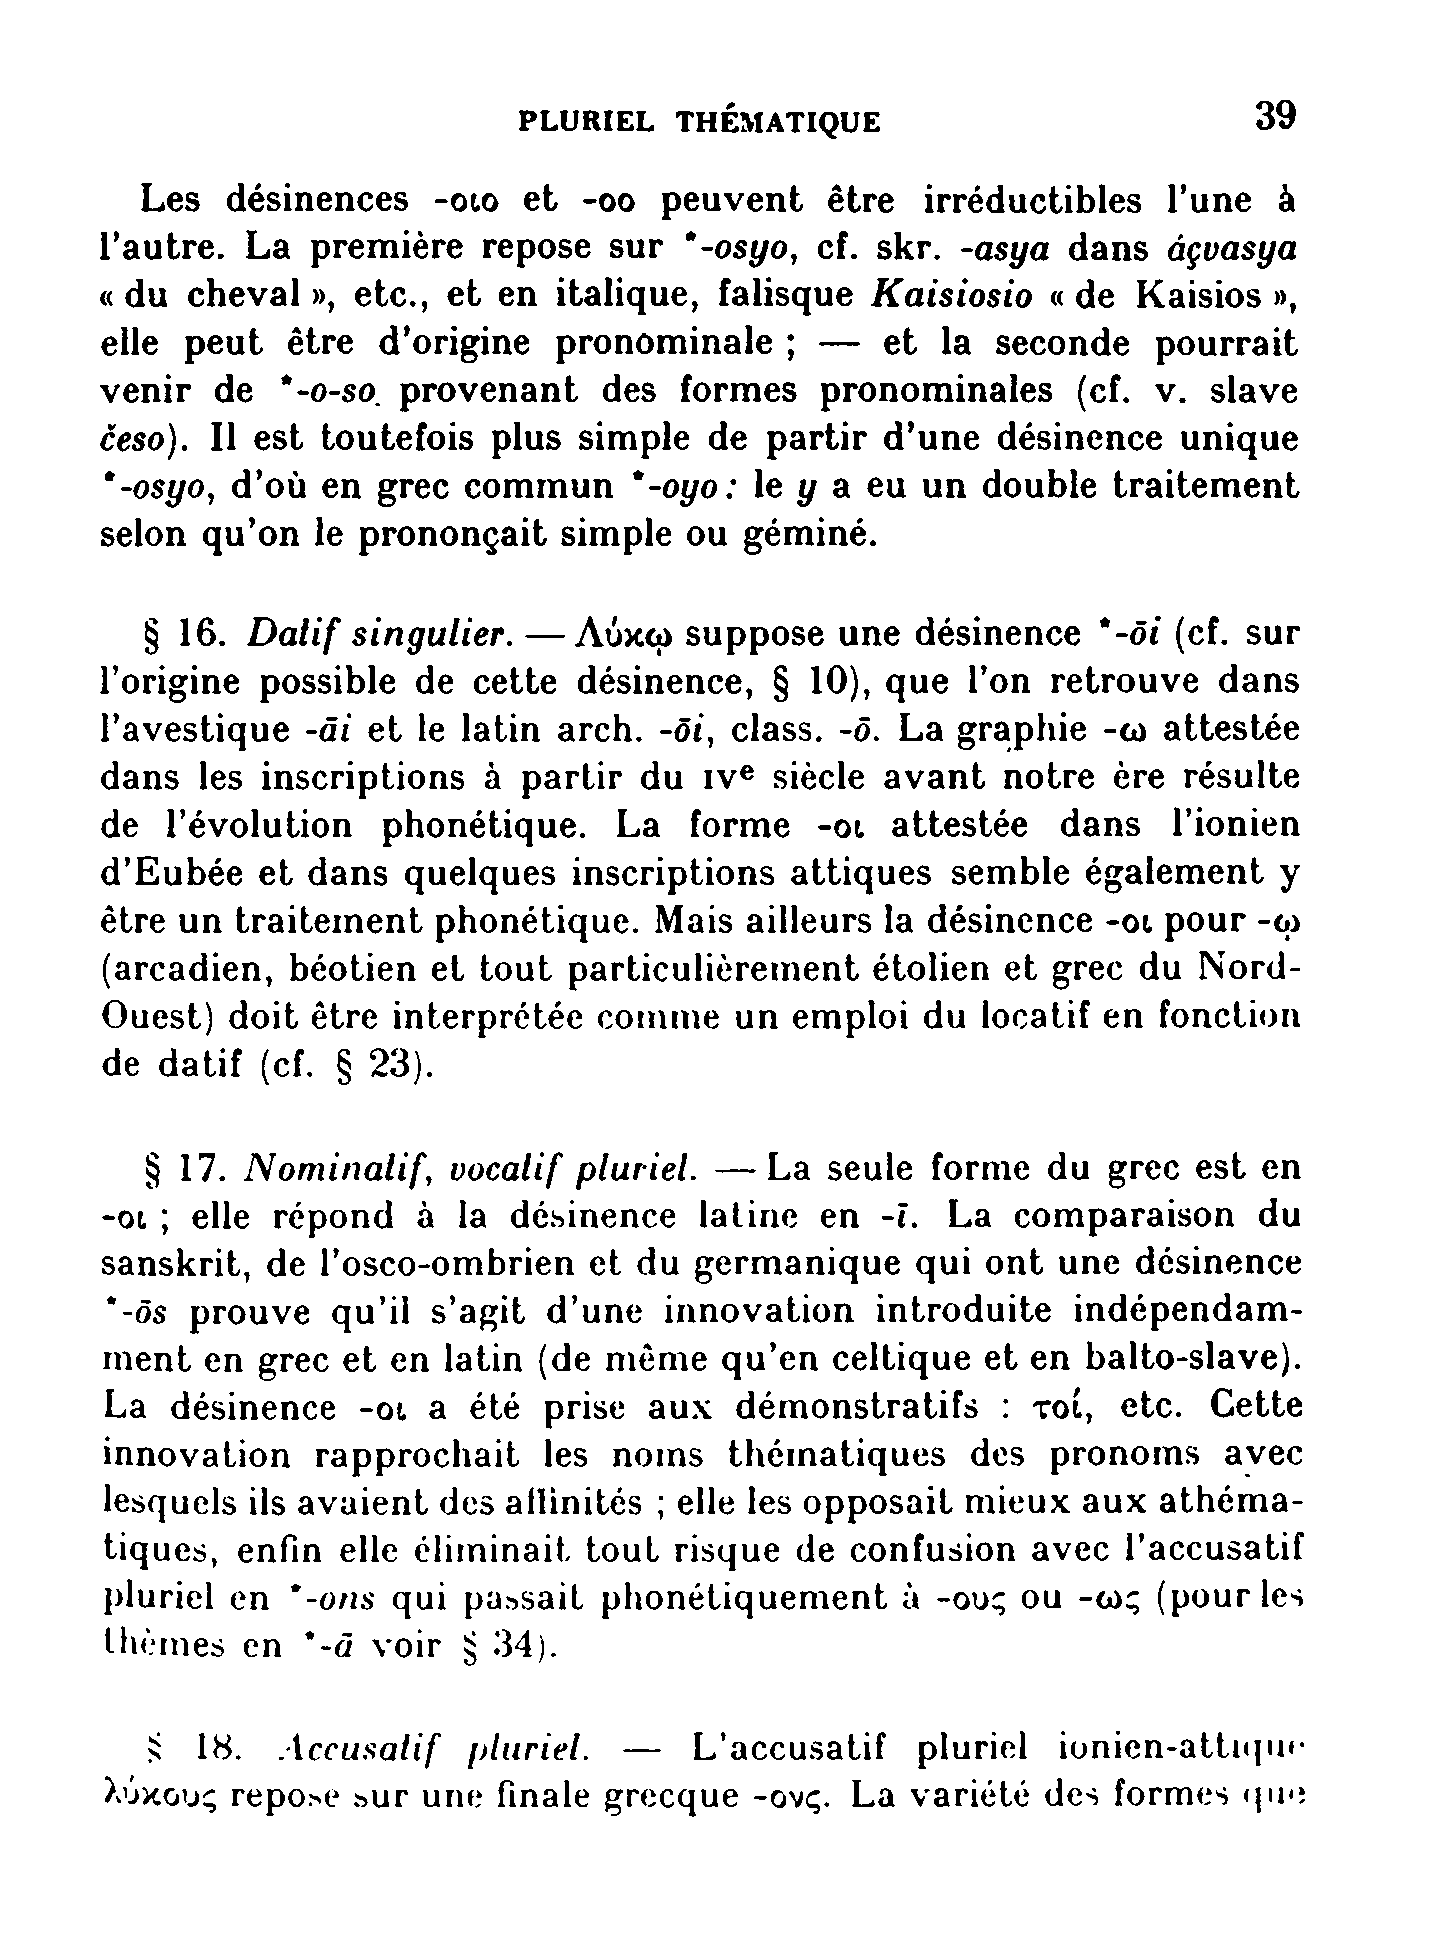 PLURIEL THÉMATIQUE 39
Les désinences -οιο et -οο peuvent être irréductibles l'une à
l'autre. La première repose sur *-osyo, cf. skr. -asya dans áçvasya
« du cheval », etc., et en italique, falisque Kaisiosio « de Kaisios »,
elle peut être d'origine pronominale ; — et la seconde pourrait
venir de *-o-so. provenant des formes pronominales (cf. v. slave
česo). Il est toutefois plus simple de partir d'une désinence unique
*-osyo, d'où en grec commun *-oyo : le y a eu un double traitement
selon qu'on le prononçait simple ou géminé.
§ 16. Datif singulier. — Λύκῳ suppose une désinence *-ōi (cf. sur
l'origine possible de cette désinence, § 10), que l'on retrouve dans
l'avestique -āi et le latin arch. -ōi, class. -ō. La graphie -ω attestée
dans les inscriptions à partir du IVe siècle avant notre ère résulte
de l'évolution phonétique. La forme -οι attestée dans l'ionien
d'Eubée et dans quelques inscriptions attiques semble également y
être un traitement phonétique. Mais ailleurs la désinence -οι pour -ῳ
(arcadien, béotien et tout particulièrement étolien et grec du Nord-
Ouest) doit être interprétée comme un emploi du locatif en fonction
de datif (cf. § 23).
§ 17. Nominatif, vocatif pluriel. — La seule forme du grec est en
-οι ; elle répond à la désinence latine en -ī. La comparaison du
sanskrit, de l'osco-ombrien et du germanique qui ont une désinence
*-ōs prouve qu'il s'agit d'une innovation introduite indépendam-
ment en grec et en latin (de même qu'en celtique et en balto-slave).
La désinence -οι a été prise aux démonstratifs : τοί, etc. Cette
innovation rapprochait les noms thématiques des pronoms avec
lesquels ils avaient des affinités ; elle les opposait mieux aux athéma-
tiques, enfin elle éliminait tout risque de confusion avec l'accusatif
pluriel en *-ons qui passait phonétiquement à -ους ou -ως (pour les
thèmes en *-ā voir § 34).
§ 18. Accusatif pluriel. — L'accusatif pluriel ionien-attique
λύκους repose sur une finale grecque -ονς. La variété des formes que